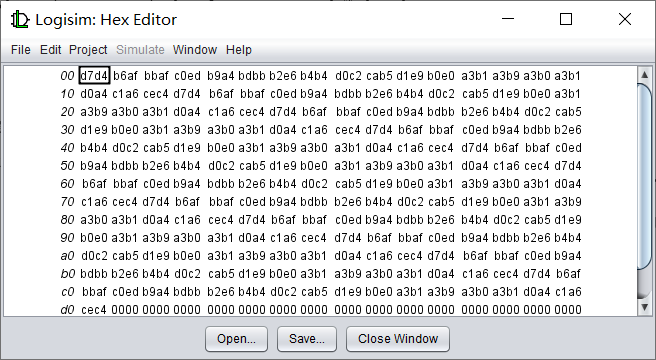 Logisim: Hex Editor
File Edit Project Simulate Window Help
00 d7d4 b6af bbaf c0ed b9a4 bdbb b2e6 b4b4 d0c2 cab5 d1e9 b0e0 a3b1 a3b9 a3b0 a3b1
10 d0a4 c1a6 cec4 d7d4 b6af bbaf c0ed b9a4 bdbb b2e6 b4b4 d0c2 cab5 d1e9 b0e0 a3b1
20 a3b9 a3b0 a3b1 d0a4 c1a6 cec4 d7d4 b6af bbaf c0ed b9a4 bdbb b2e6 b4b4 d0c2 cab5
30 d1e9 b0e0 a3b1 a3b9 a3b0 a3b1 d0a4 c1a6 cec4 d7d4 b6af bbaf c0ed b9a4 bdbb b2e6
40 b4b4 d0c2 cab5 d1e9 b0e0 a3b1 a3b9 a3b0 a3b1 d0a4 c1a6 cec4 d7d4 b6af bbaf c0ed
50 b9a4 bdbb b2e6 b4b4 d0c2 cab5 d1e9 b0e0 a3b1 a3b9 a3b0 a3b1 d0a4 c1a6 cec4 d7d4
60 b6af bbaf c0ed b9a4 bdbb b2e6 b4b4 d0c2 cab5 d1e9 b0e0 a3b1 a3b9 a3b0 a3b1 d0a4
70 c1a6 cec4 d7d4 b6af bbaf c0ed b9a4 bdbb b2e6 b4b4 d0c2 cab5 d1e9 b0e0 a3b1 a3b9
80 a3b0 a3b1 d0a4 c1a6 cec4 d7d4 b6af bbaf c0ed b9a4 bdbb b2e6 b4b4 d0c2 cab5 d1e9
90 b0e0 a3b1 a3b9 a3b0 a3b1 d0a4 c1a6 cec4 d7d4 b6af bbaf c0ed b9a4 bdbb b2e6 b4b4
a0 d0c2 cab5 d1e9 b0e0 a3b1 a3b9 a3b0 a3b1 d0a4 c1a6 cec4 d7d4 b6af bbaf c0ed b9a4
b0 bdbb b2e6 b4b4 d0c2 cab5 d1e9 b0e0 a3b1 a3b9 a3b0 a3b1 d0a4 c1a6 cec4 d7d4 b6af
c0 bbaf c0ed b9a4 bdbb b2e6 b4b4 d0c2 cab5 d1e9 b0e0 a3b1 a3b9 a3b0 a3b1 d0a4 c1a6
d0 cec4 0000 0000 0000 0000 0000 0000 0000 0000 0000 0000 0000 0000 0000 0000 0000
Open... Save... Close Window